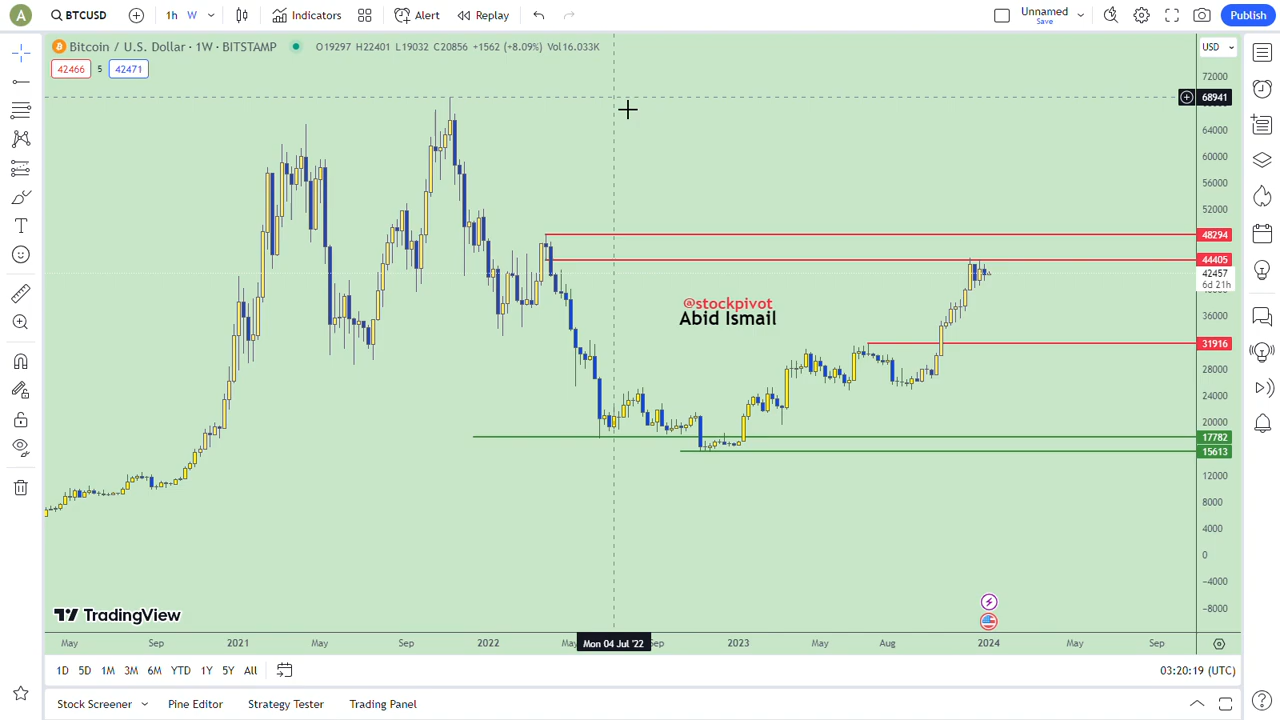 A
BTCUSD
1h
W
Indicators
Alert
Replay
Unnamed
Save
Publish
Bitcoin / U.S. Dollar · 1W · BITSTAMP
O19297 H22401 L19032 C20856 +1562 (+8.09%) Vol16.033K
42466
5
42471
USD
72000
68941
64000
60000
56000
52000
48294
44405
42457
6d 21h
36000
31916
28000
24000
20000
17782
15613
12000
8000
4000
0
−4000
−8000
@stockpivot
Abid Ismail
TradingView
May
Sep
2021
May
Sep
2022
Mon 04 Jul '22
Sep
2023
May
Aug
2024
May
Sep
1D
5D
1M
3M
6M
YTD
1Y
5Y
All
03:20:19 (UTC)
Stock Screener
Pine Editor
Strategy Tester
Trading Panel